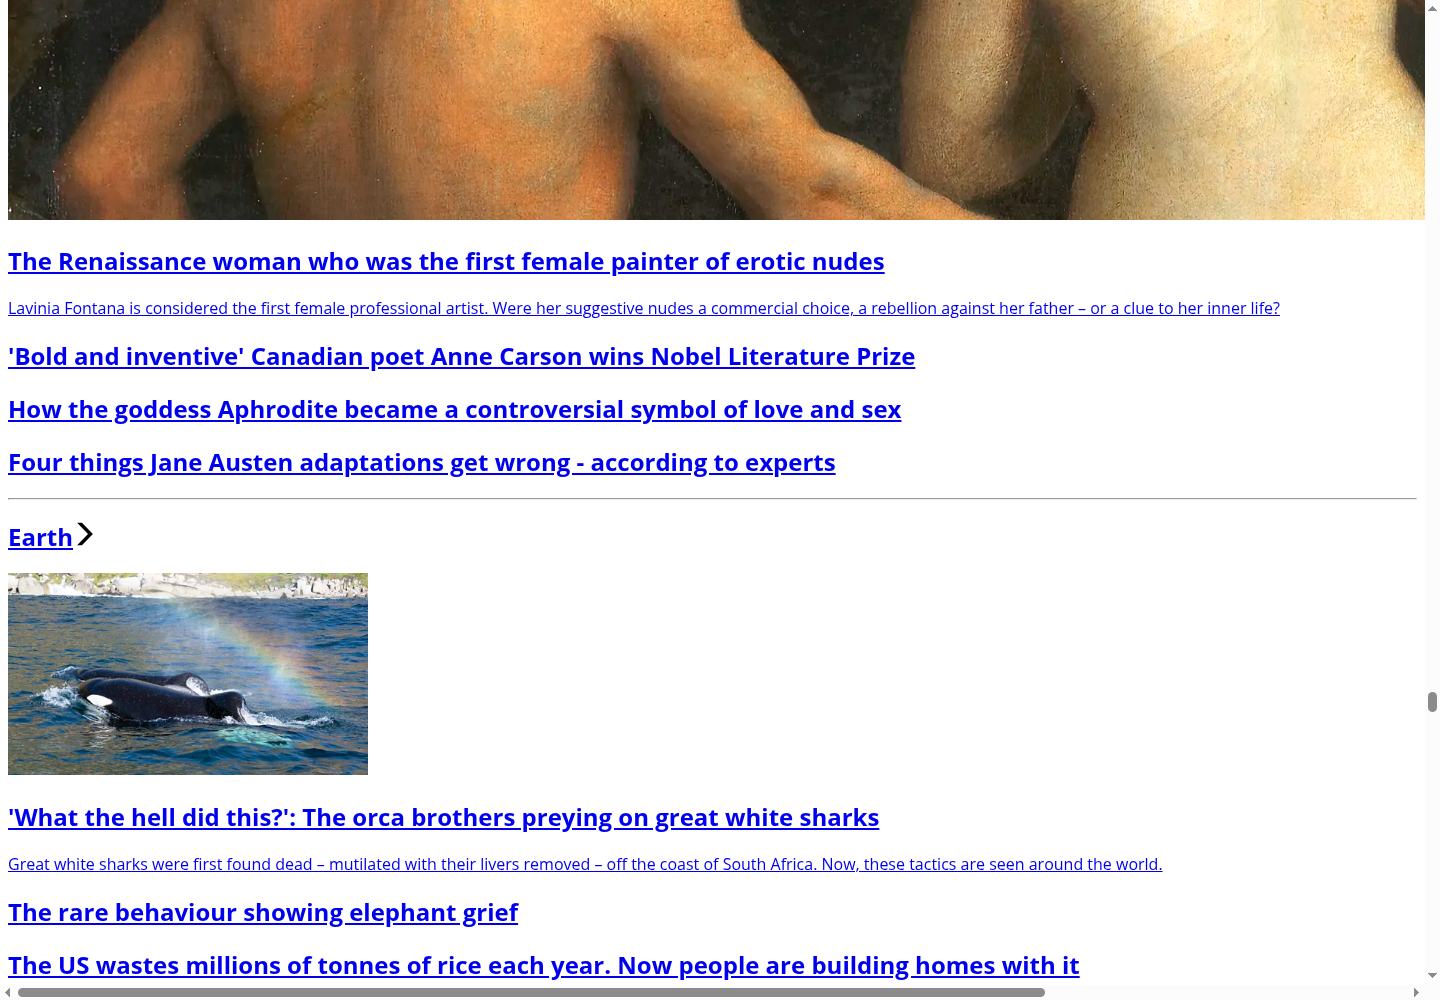 The Renaissance woman who was the first female painter of erotic nudes
Lavinia Fontana is considered the first female professional artist. Were her suggestive nudes a commercial choice, a rebellion against her father – or a clue to her inner life?
'Bold and inventive' Canadian poet Anne Carson wins Nobel Literature Prize
How the goddess Aphrodite became a controversial symbol of love and sex
Four things Jane Austen adaptations get wrong - according to experts
Earth
'What the hell did this?': The orca brothers preying on great white sharks
Great white sharks were first found dead – mutilated with their livers removed – off the coast of South Africa. Now, these tactics are seen around the world.
The rare behaviour showing elephant grief
The US wastes millions of tonnes of rice each year. Now people are building homes with it